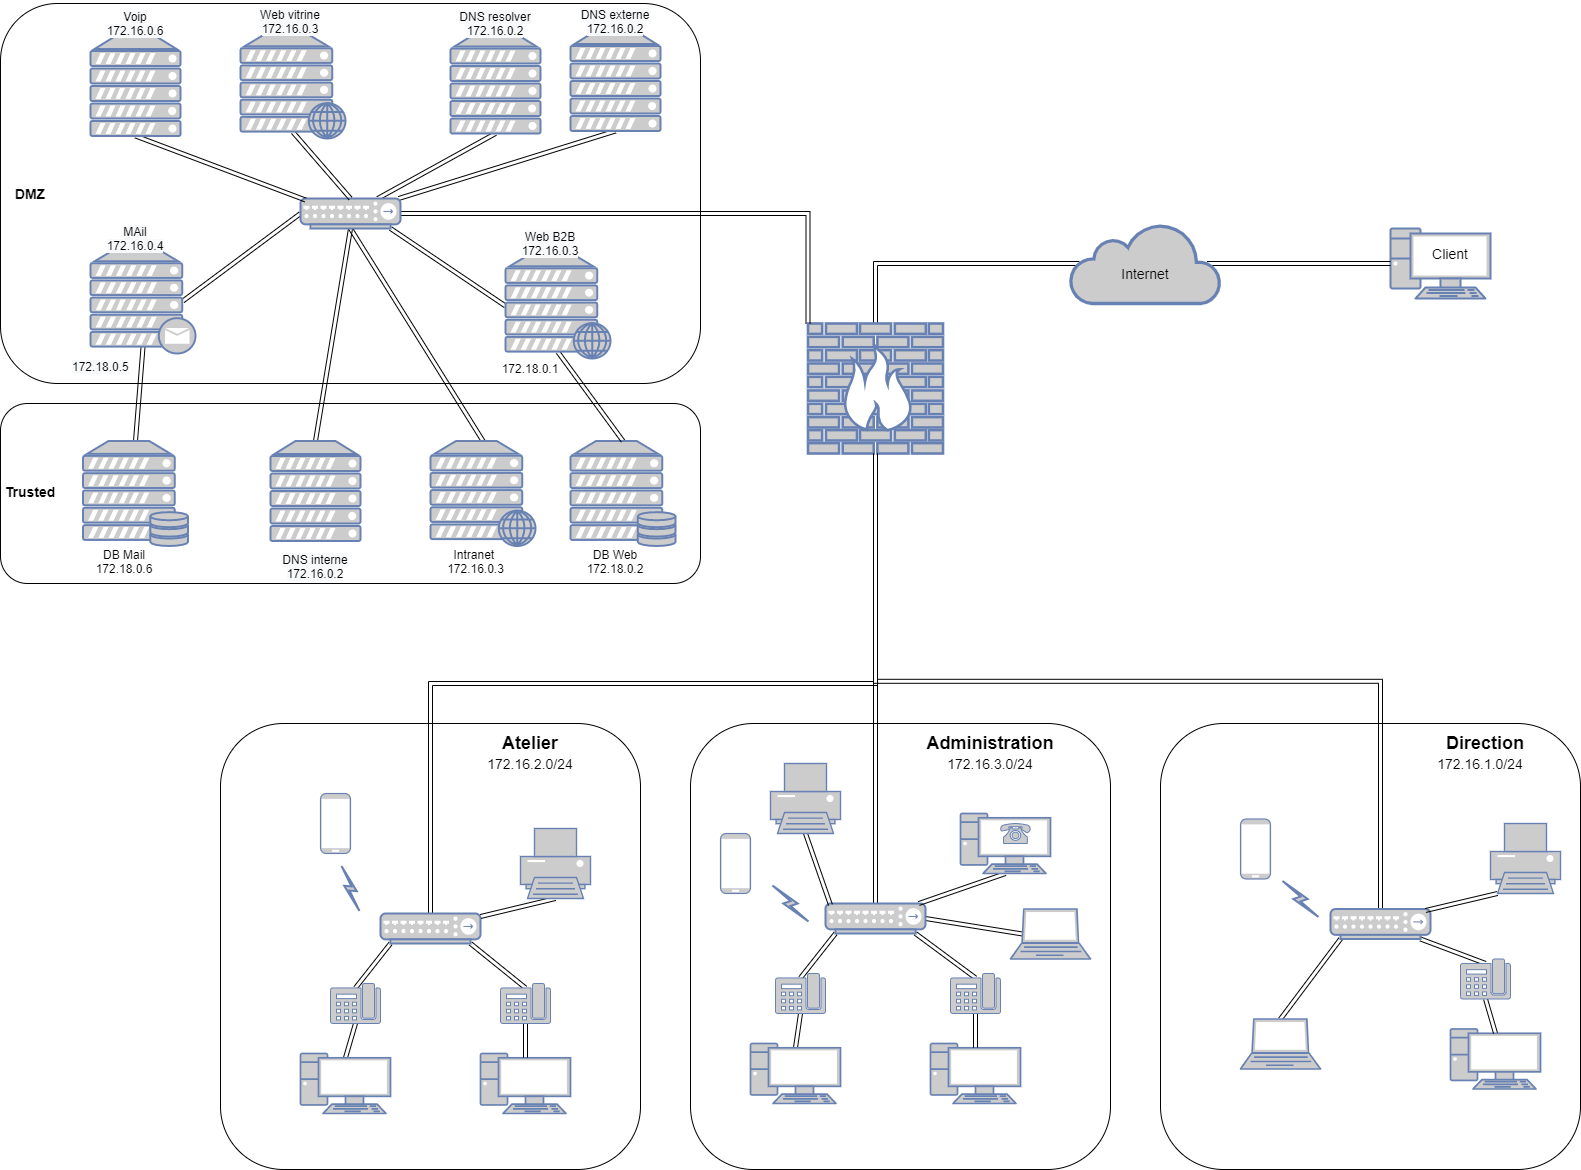 Voip
172.16.0.6
Web vitrine
172.16.0.3
DNS resolver
172.16.0.2
DNS externe
172.16.0.2
DMZ
MAil
172.16.0.4
Web B2B
172.16.0.3
172.18.0.5
172.18.0.1
Internet
Client
Trusted
DB Mail
172.18.0.6
DNS interne
172.16.0.2
Intranet
172.16.0.3
DB Web
172.18.0.2
Atelier
172.16.2.0/24
Administration
172.16.3.0/24
Direction
172.16.1.0/24